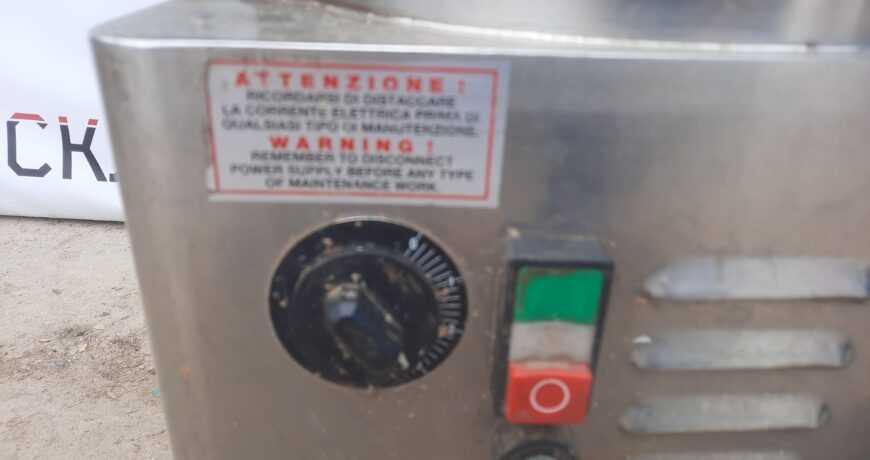 ATTENZIONE !
RICORDARSI DI DISTACCARE
LA CORRENTE ELETTRICA PRIMA DI
QUALSIASI TIPO DI MANUTENZIONE.
WARNING !
REMEMBER TO DISCONNECT
POWER SUPPLY BEFORE ANY TYPE
OF MAINTENANCE WORK.
CK.